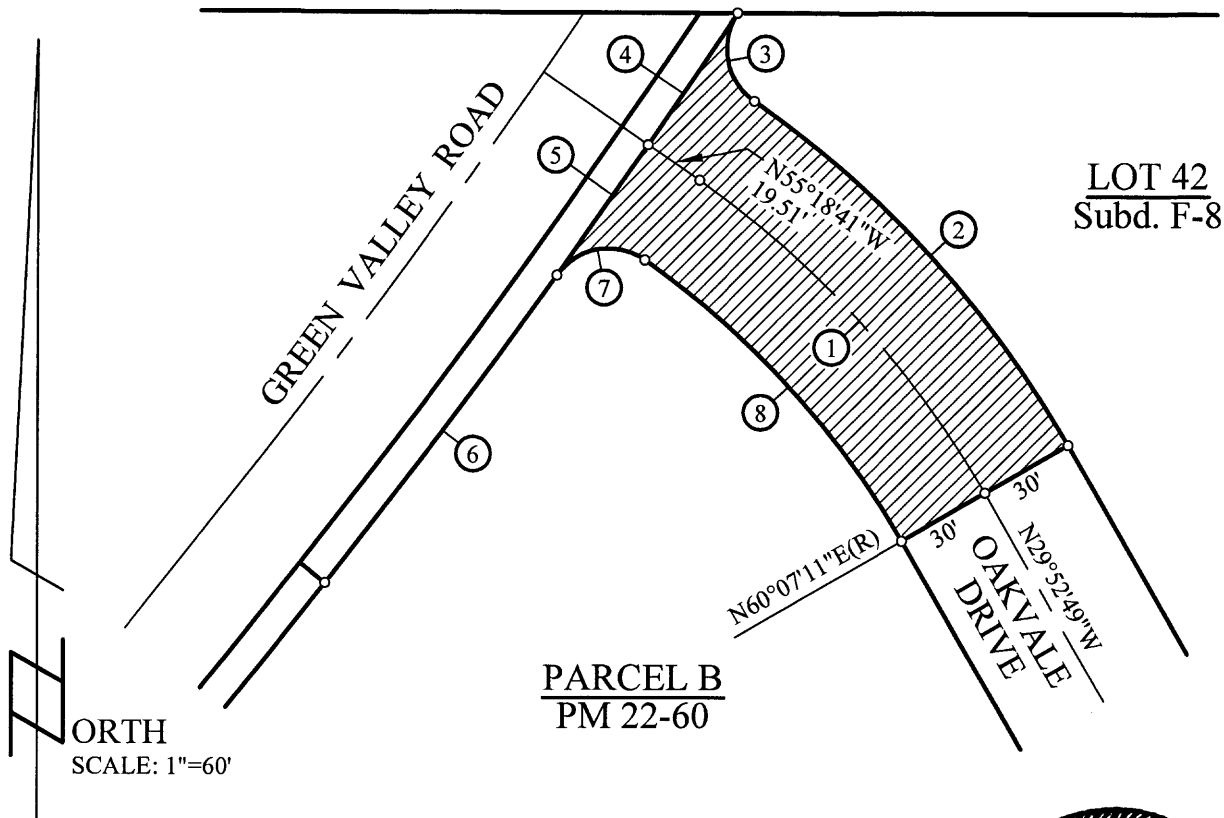 4
3
GREEN VALLEY ROAD
5
N55°18'41"W
19.51'
LOT 42
Subd. F-8
2
7
1
8
6
30'
30'
N60°07'11"E(R)
OAKVALE
DRIVE
N29°52'49"W
PARCEL B
PM 22-60
NORTH
SCALE: 1"=60'